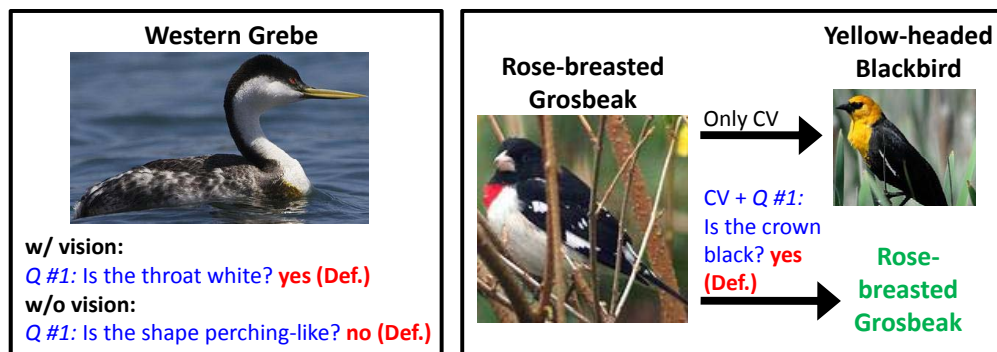 Western Grebe
w/ vision:
Q #1: Is the throat white? yes (Def.)
w/o vision:
Q #1: Is the shape perching-like? no (Def.)
Rose-breasted
Grosbeak
Only CV
Yellow-headed
Blackbird
CV + Q #1:
Is the crown
black? yes
(Def.)
Rose-
breasted
Grosbeak